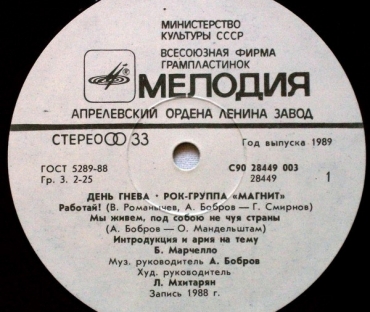 МИНИСТЕРСТВО
КУЛЬТУРЫ СССР
ВСЕСОЮЗНАЯ ФИРМА
ГРАМПЛАСТИНОК
МЕЛОДИЯ
АПРЕЛЕВСКИЙ ОРДЕНА ЛЕНИНА ЗАВОД
СТЕРЕО 33
Год выпуска 1989
ГОСТ 5289-88
С90 28449 003
Гр. 3. 2-25
28449
1
ДЕНЬ ГНЕВА · РОК-ГРУППА «МАГНИТ»
Работай! (В. Романычев, А. Бобров — Г. Смирнов)
Мы живем, под собою не чуя страны
(А. Бобров — О. Мандельштам)
Интродукция и ария на тему
Б. Марчелло
Муз. руководитель А. Бобров
Худ. руководитель
Л. Мхитарян
Запись 1988 г.